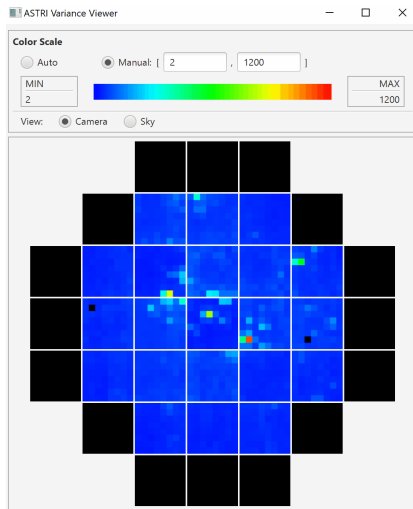 ASTRI Variance Viewer
Color Scale
Auto Manual: [ 2 , 1200 ]
MIN MAX
2 1200
View: Camera Sky